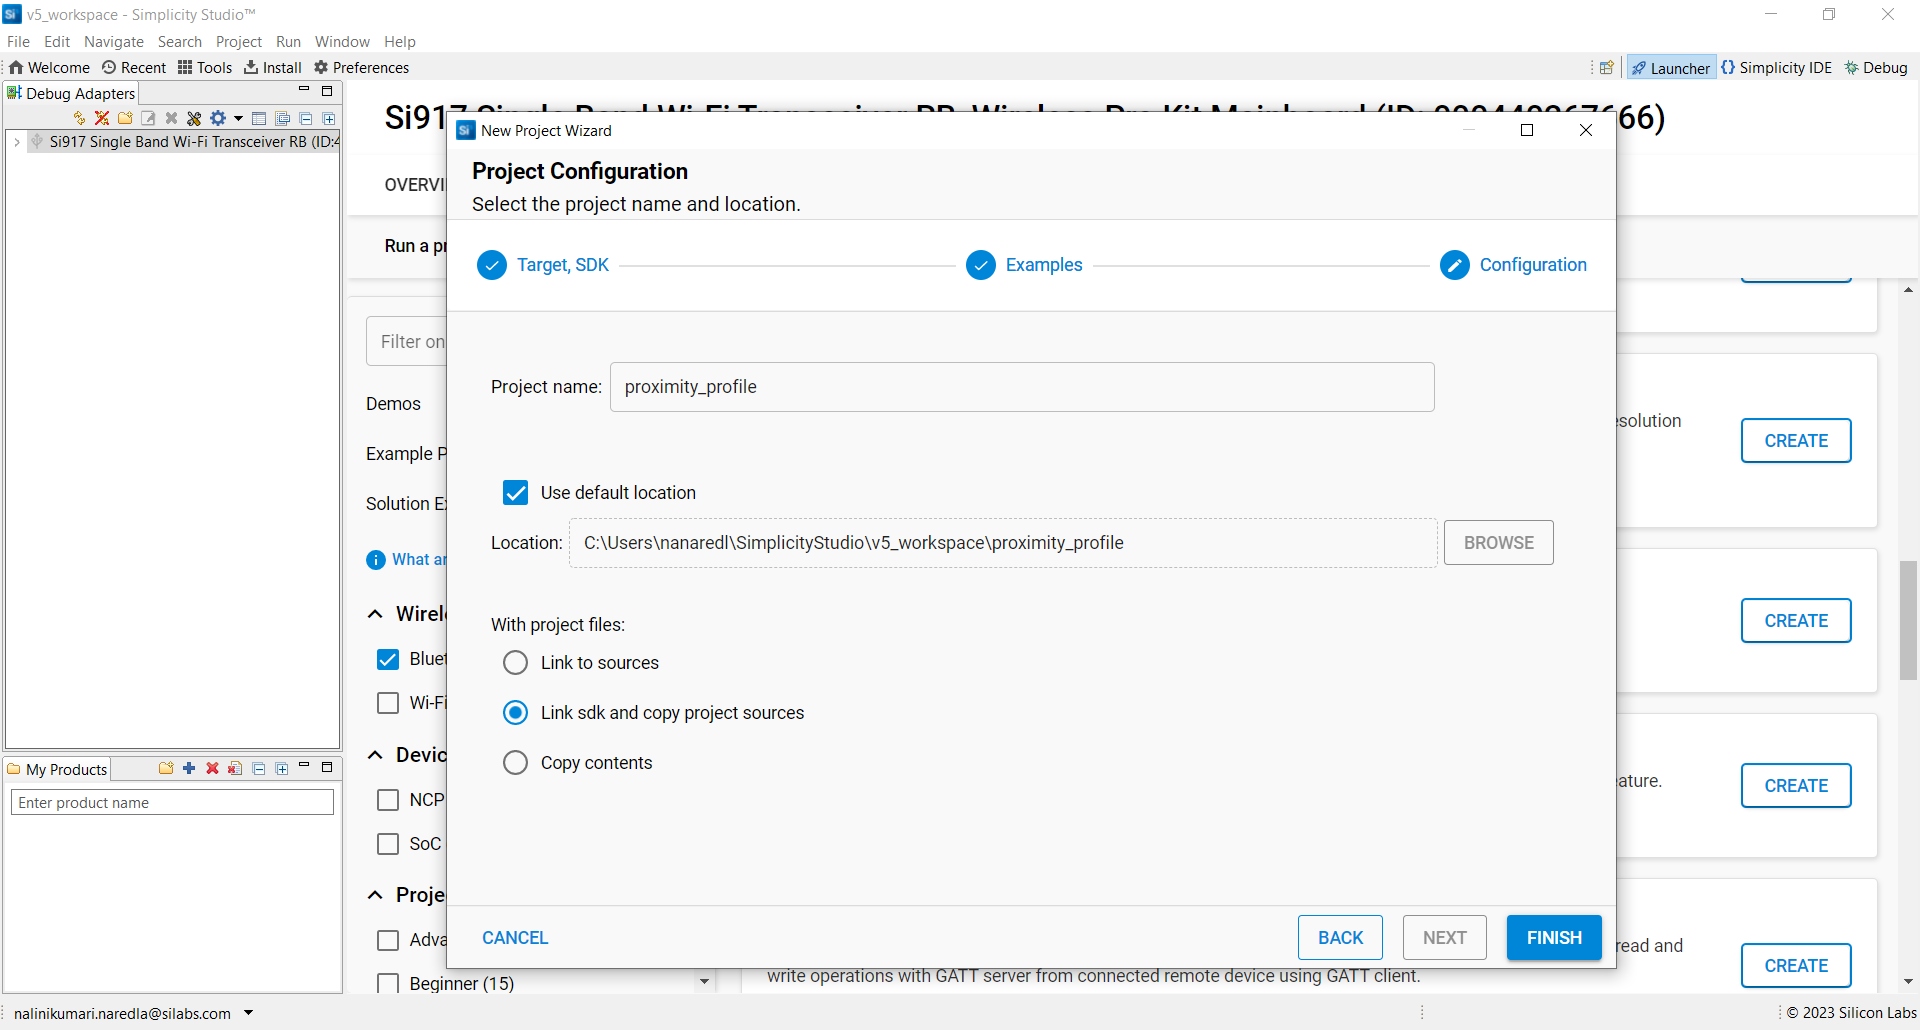 v5_workspace - Simplicity Studio™
File Edit Navigate Search Project Run Window Help
Welcome Recent Tools Install Preferences
Launcher Simplicity IDE Debug
Debug Adapters
Si917 Single Band Wi-Fi Transceiver RB (ID:4
66)
OVERVI
Run a pr
Filter on
Demos
Example P
Solution Ex
What ar
Wirele
Bluet
Wi-Fi
Devic
NCP
SoC
Proje
Adva
Beginner (15)
New Project Wizard
Project Configuration
Select the project name and location.
Target, SDK
Examples
Configuration
Project name: proximity_profile
Use default location
Location: C:\Users\nanaredl\SimplicityStudio\v5_workspace\proximity_profile
BROWSE
With project files:
Link to sources
Link sdk and copy project sources
Copy contents
CANCEL
BACK
NEXT
FINISH
esolution
CREATE
CREATE
ature.
CREATE
read and
write operations with GATT server from connected remote device using GATT client.
CREATE
My Products
Enter product name
nalinikumari.naredla@silabs.com
© 2023 Silicon Labs